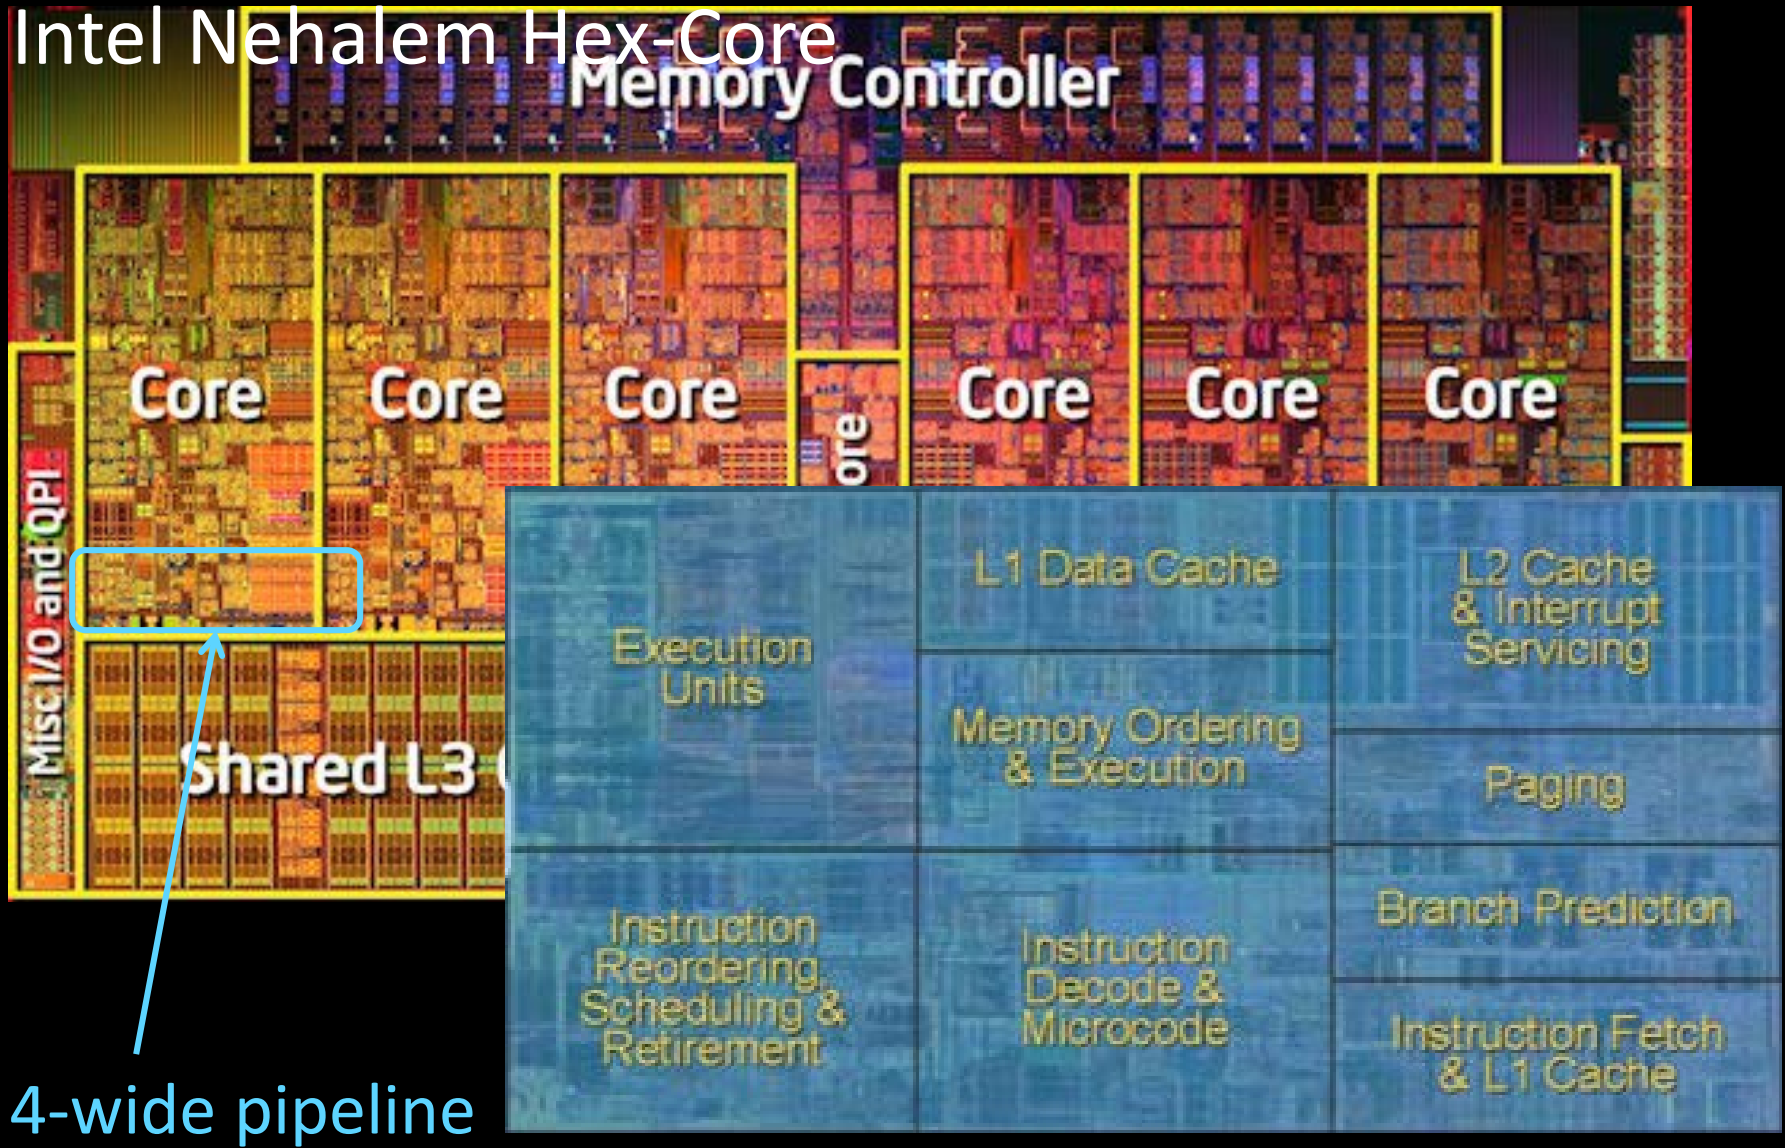 Intel Nehalem Hex-Core
Memory Controller
Core
Core
Core
Core
Core
Core
ore
Misc I/O and QPI
Shared L3 C
Execution
Units
L1 Data Cache
L2 Cache
& Interrupt
Servicing
Memory Ordering
& Execution
Paging
Instruction
Reordering,
Scheduling &
Retirement
Instruction
Decode &
Microcode
Branch Prediction
Instruction Fetch
& L1 Cache
4-wide pipeline